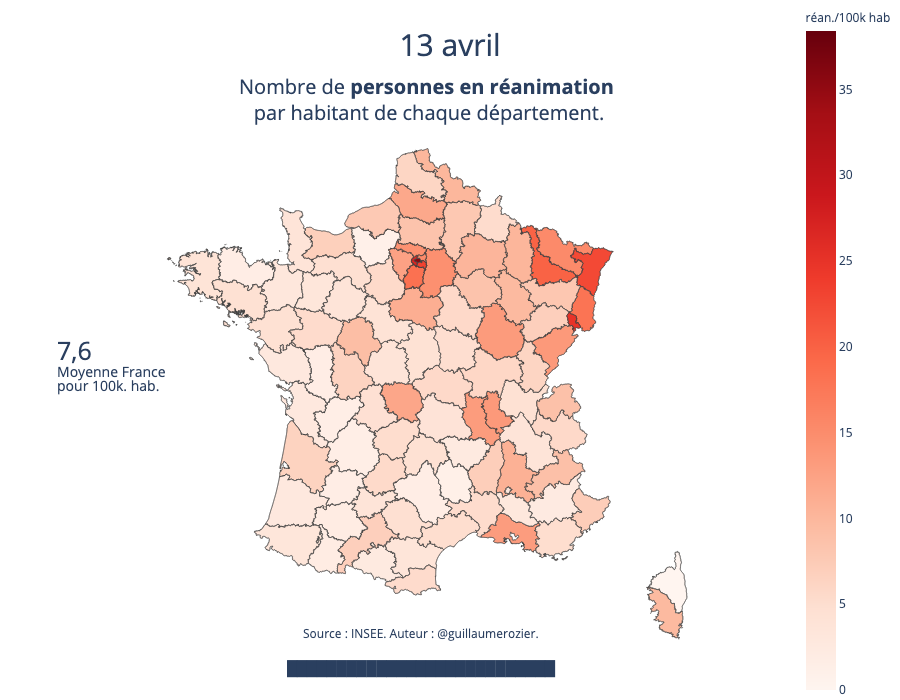 13 avril
Nombre de personnes en réanimation
par habitant de chaque département.
7,6
Moyenne France
pour 100k. hab.
réan./100k hab
35
30
25
20
15
10
5
0
Source : INSEE. Auteur : @guillaumerozier.